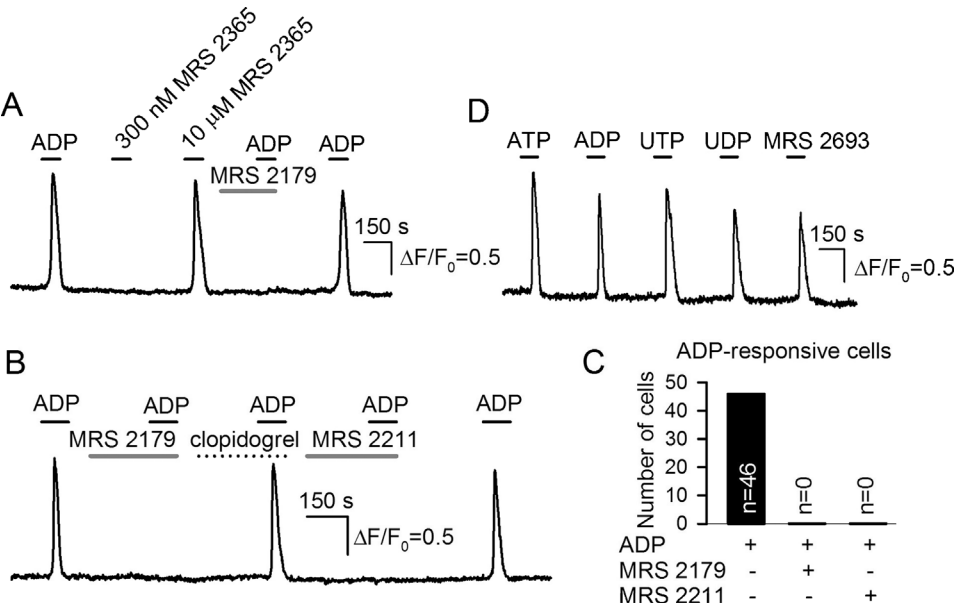 A
300 nM MRS 2365
10 µM MRS 2365
ADP
ADP
ADP
MRS 2179
150 s
ΔF/F0=0.5
D
ATP ADP UTP UDP MRS 2693
150 s
ΔF/F0=0.5
B
ADP ADP ADP ADP ADP
MRS 2179 clopidogrel MRS 2211
150 s
ΔF/F0=0.5
C
ADP-responsive cells
Number of cells
50
40
30
20
10
0
n=46
n=0
n=0
ADP + + +
MRS 2179 - + -
MRS 2211 - - +